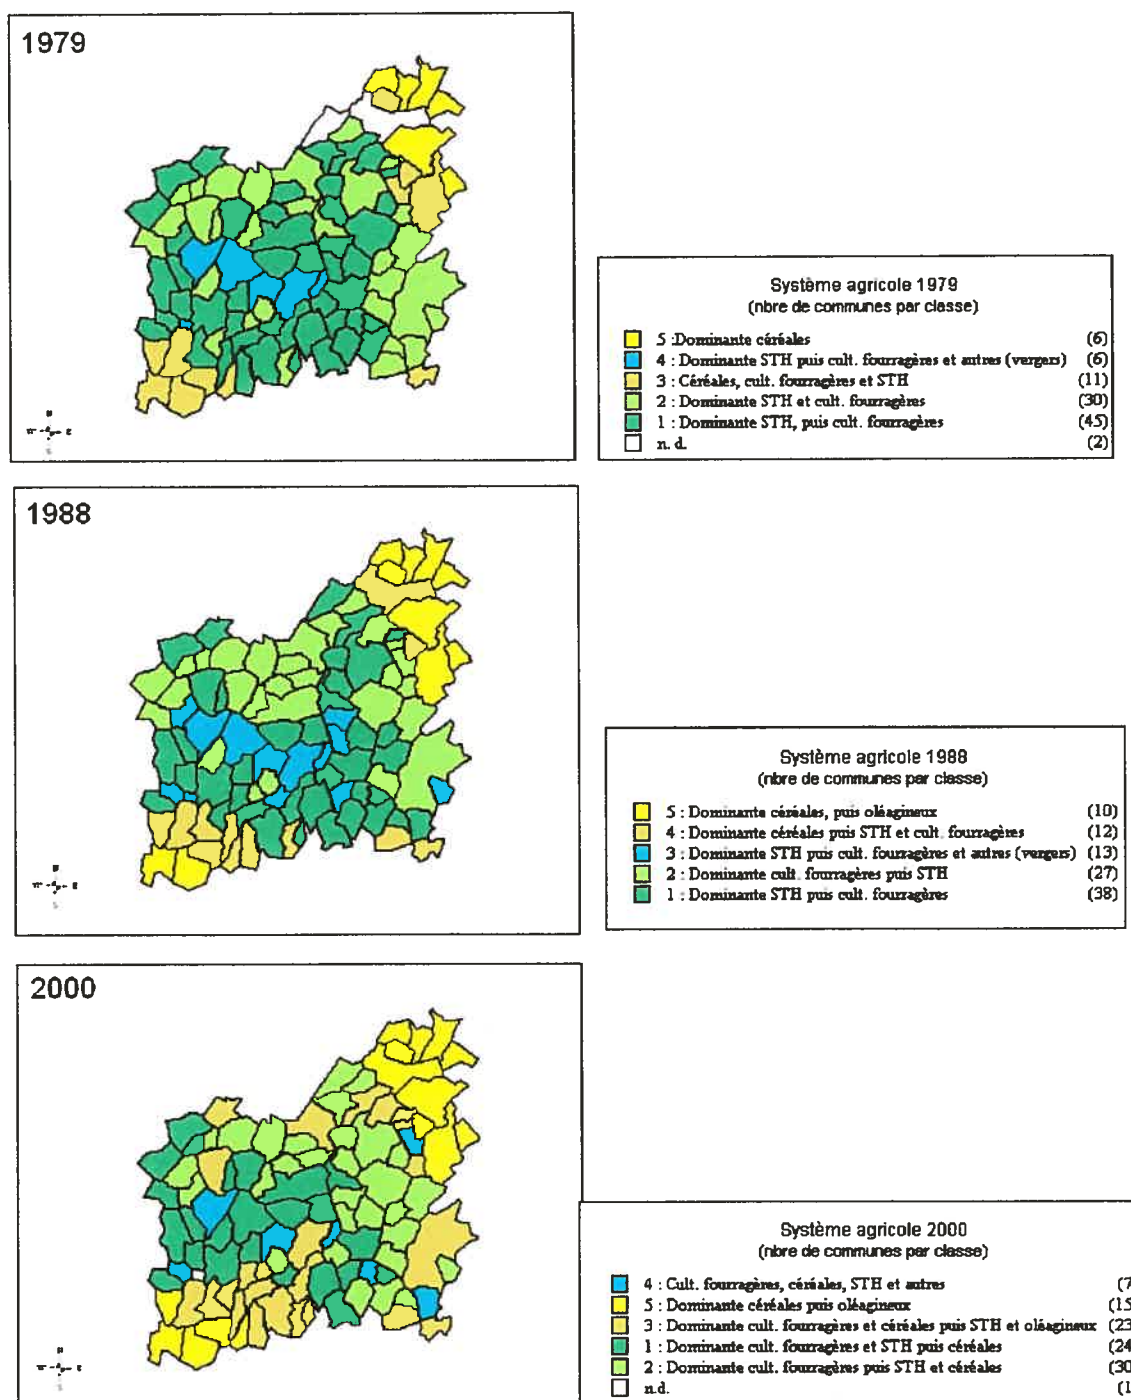 1979
Système agricole 1979
(nbre de communes par classe)
5 :Dominante céréales (6)
4 : Dominante STH puis cult. fourragères et autres (vergers) (6)
3 : Céréales, cult. fourragères et STH (11)
2 : Dominante STH et cult. fourragères (30)
1 : Dominante STH, puis cult. fourragères (45)
n. d. (2)
1988
Système agricole 1988
(nbre de communes par classe)
5 : Dominante céréales, puis oléagineux (10)
4 : Dominante céréales puis STH et cult. fourragères (12)
3 : Dominante STH puis cult. fourragères et autres (vergers) (13)
2 : Dominante cult. fourragères puis STH (27)
1 : Dominante STH puis cult. fourragères (38)
2000
Système agricole 2000
(nbre de communes par classe)
4 : Cult. fourragères, céréales, STH et autres (7
5 : Dominante céréales puis oléagineux (15
3 : Dominante cult. fourragères et céréales puis STH et oléagineux (23
1 : Dominante cult. fourragères et STH puis céréales (24
2 : Dominante cult. fourragères puis STH et céréales (30
n.d. (1